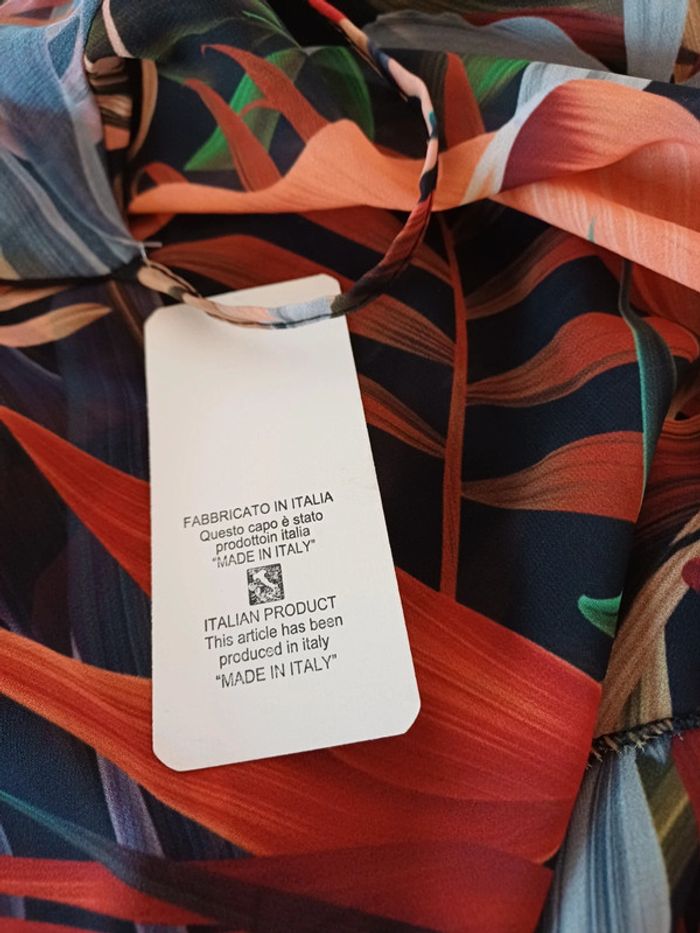 FABBRICATO IN ITALIA
Questo capo è stato
prodottoin italia
"MADE IN ITALY"
ITALIAN PRODUCT
This article has been
produced in italy
"MADE IN ITALY"